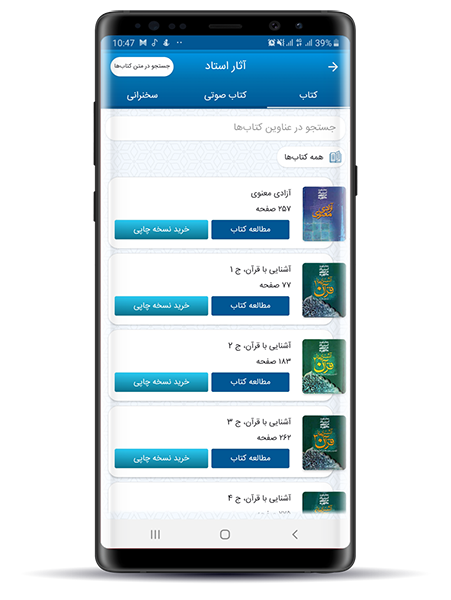 10:47 39%
جستجو در متن کتاب‌ها
آثار استاد
کتاب
کتاب صوتی
سخنرانی
جستجو در عناوین کتاب‌ها
همه کتاب‌ها
آزادی معنوی
۲۵۷ صفحه
مطالعه کتاب
خرید نسخه چاپی
آشنایی با قرآن، ج ۱
۷۷ صفحه
مطالعه کتاب
خرید نسخه چاپی
آشنایی با قرآن، ج ۲
۱۸۳ صفحه
مطالعه کتاب
خرید نسخه چاپی
آشنایی با قرآن، ج ۳
۲۶۲ صفحه
مطالعه کتاب
خرید نسخه چاپی
آشنایی با قرآن، ج ۴